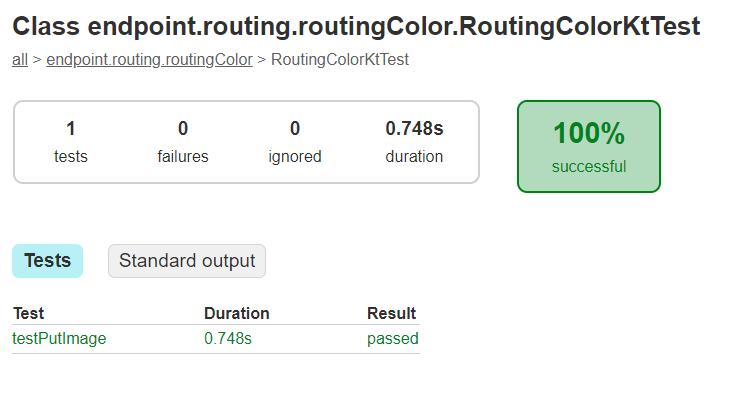 Class endpoint.routing.routingColor.RoutingColorKtTest
all > endpoint.routing.routingColor > RoutingColorKtTest
1 0 0 0.748s
tests failures ignored duration
100%
successful
Tests Standard output
Test Duration Result
testPutImage 0.748s passed